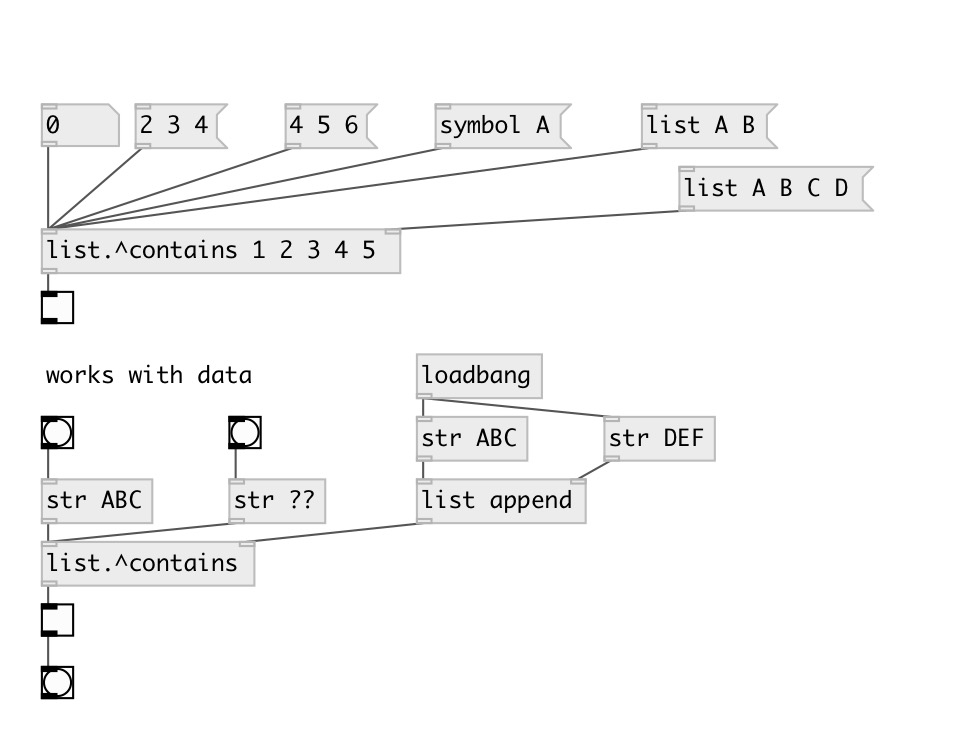 0
2 3 4
4 5 6
symbol A
list A B
list A B C D
list.^contains 1 2 3 4 5
works with data
loadbang
str ABC
str DEF
str ABC
str ??
list append
list.^contains